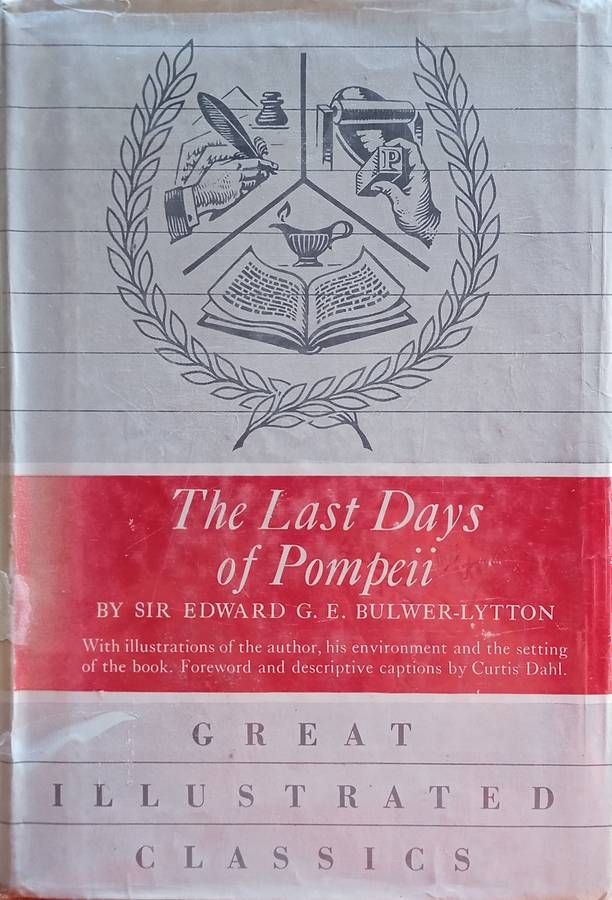 P
The Last Days
of Pompeii
BY SIR EDWARD G. E. BULWER-LYTTON
With illustrations of the author, his environment and the setting
of the book. Foreword and descriptive captions by Curtis Dahl.
GREAT
ILLUSTRATED
CLASSICS